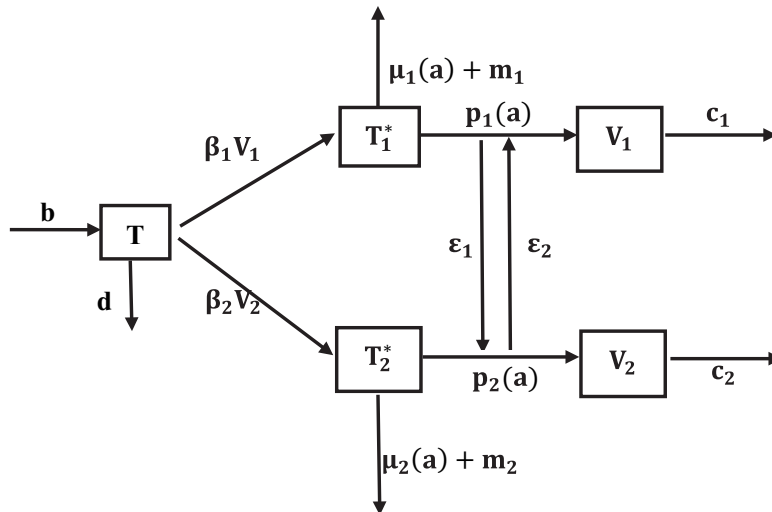 μ₁(a) + m₁
p₁(a)
c₁
T₁*
V₁
β₁V₁
b
T
ε₁
ε₂
d
β₂V₂
T₂*
V₂
p₂(a)
c₂
μ₂(a) + m₂